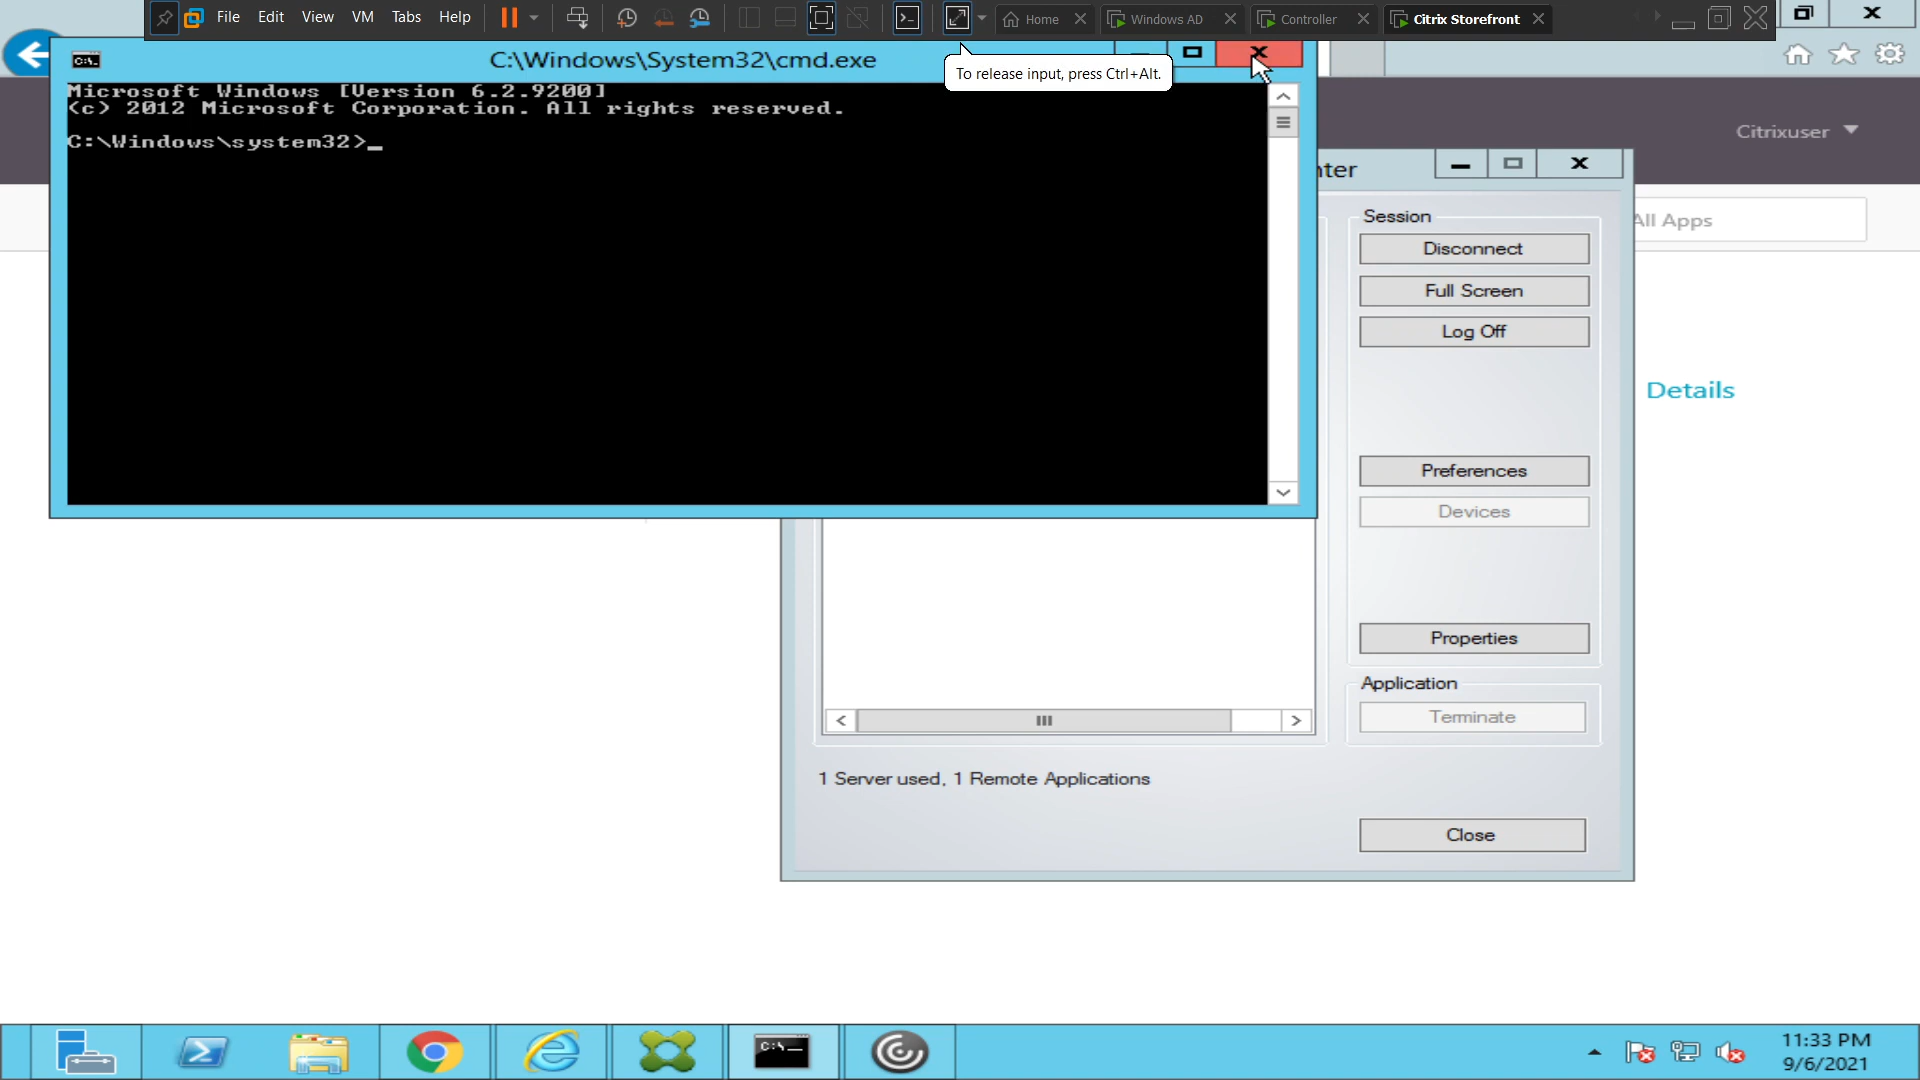 File Edit View VM Tabs Help
Home
Windows AD
Controller
Citrix Storefront
C:\Windows\System32\cmd.exe
To release input, press Ctrl+Alt.
Microsoft Windows [Version 6.2.9200]
(c) 2012 Microsoft Corporation. All rights reserved.
C:\Windows\system32>
Citrixuser
nter
All Apps
Session
Disconnect
Full Screen
Log Off
Details
Preferences
Devices
Properties
Application
Terminate
1 Server used, 1 Remote Applications
Close
11:33 PM
9/6/2021